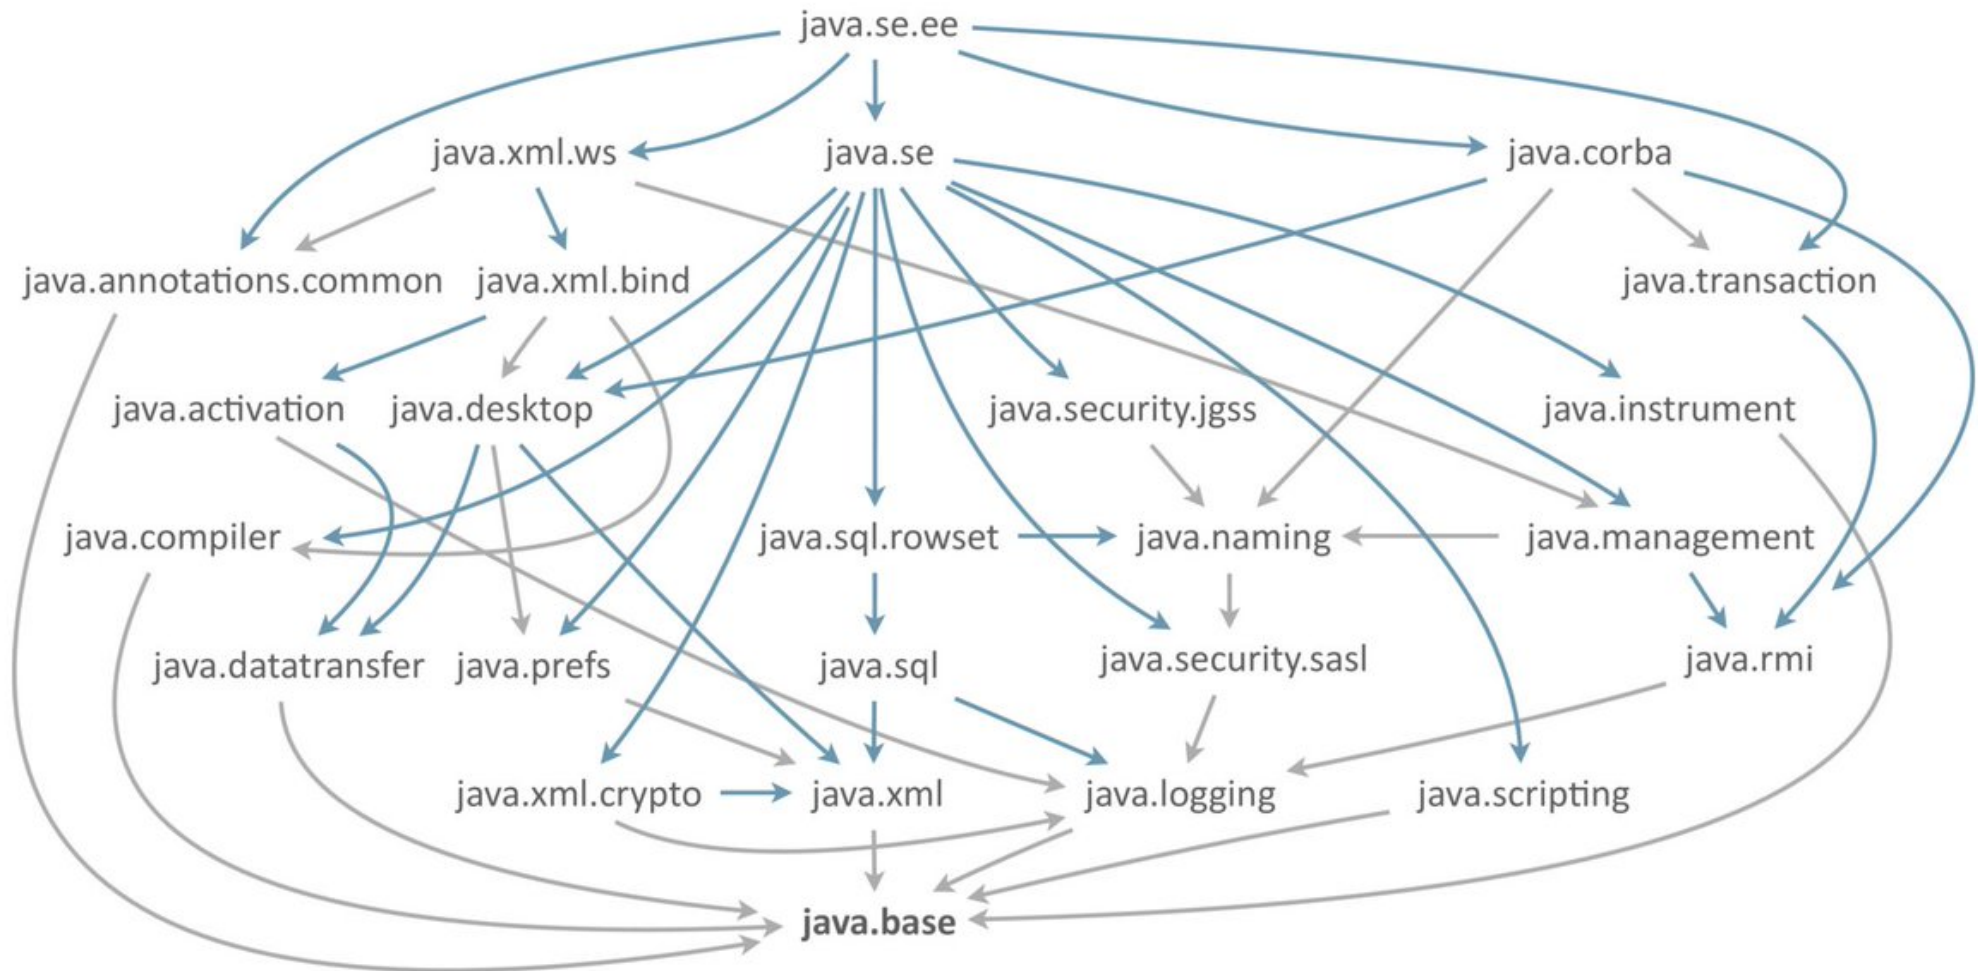 java.se.ee
java.xml.ws
java.se
java.corba
java.annotations.common
java.xml.bind
java.transaction
java.activation
java.desktop
java.security.jgss
java.instrument
java.compiler
java.sql.rowset
java.naming
java.management
java.datatransfer
java.prefs
java.sql
java.security.sasl
java.rmi
java.xml.crypto
java.xml
java.logging
java.scripting
java.base